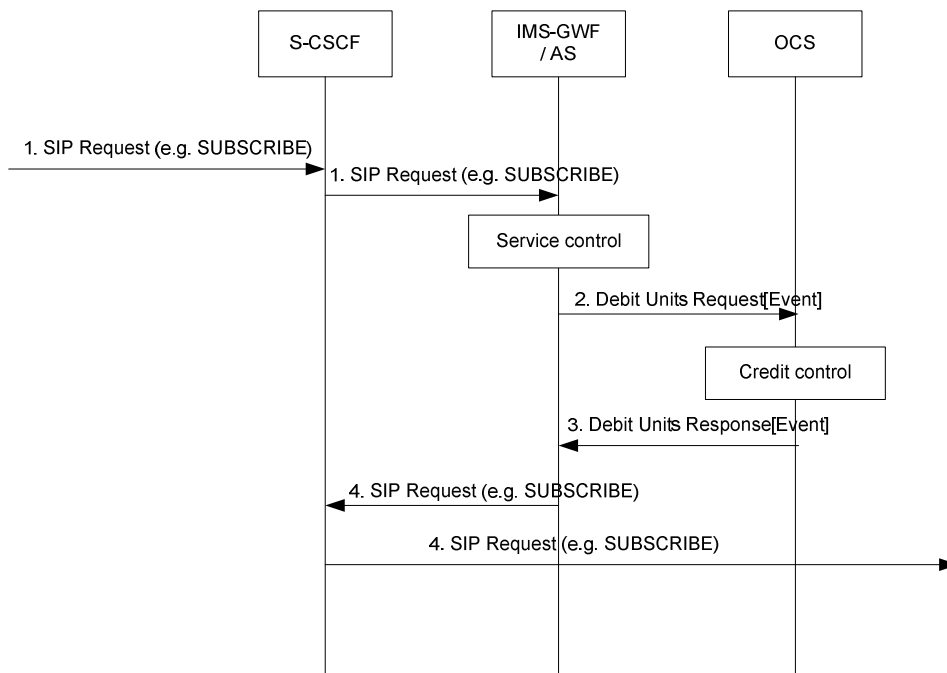 S-CSCF
IMS-GWF
/ AS
OCS
1. SIP Request (e.g. SUBSCRIBE)
1. SIP Request (e.g. SUBSCRIBE)
Service control
2. Debit Units Request[Event]
Credit control
3. Debit Units Response[Event]
4. SIP Request (e.g. SUBSCRIBE)
4. SIP Request (e.g. SUBSCRIBE)